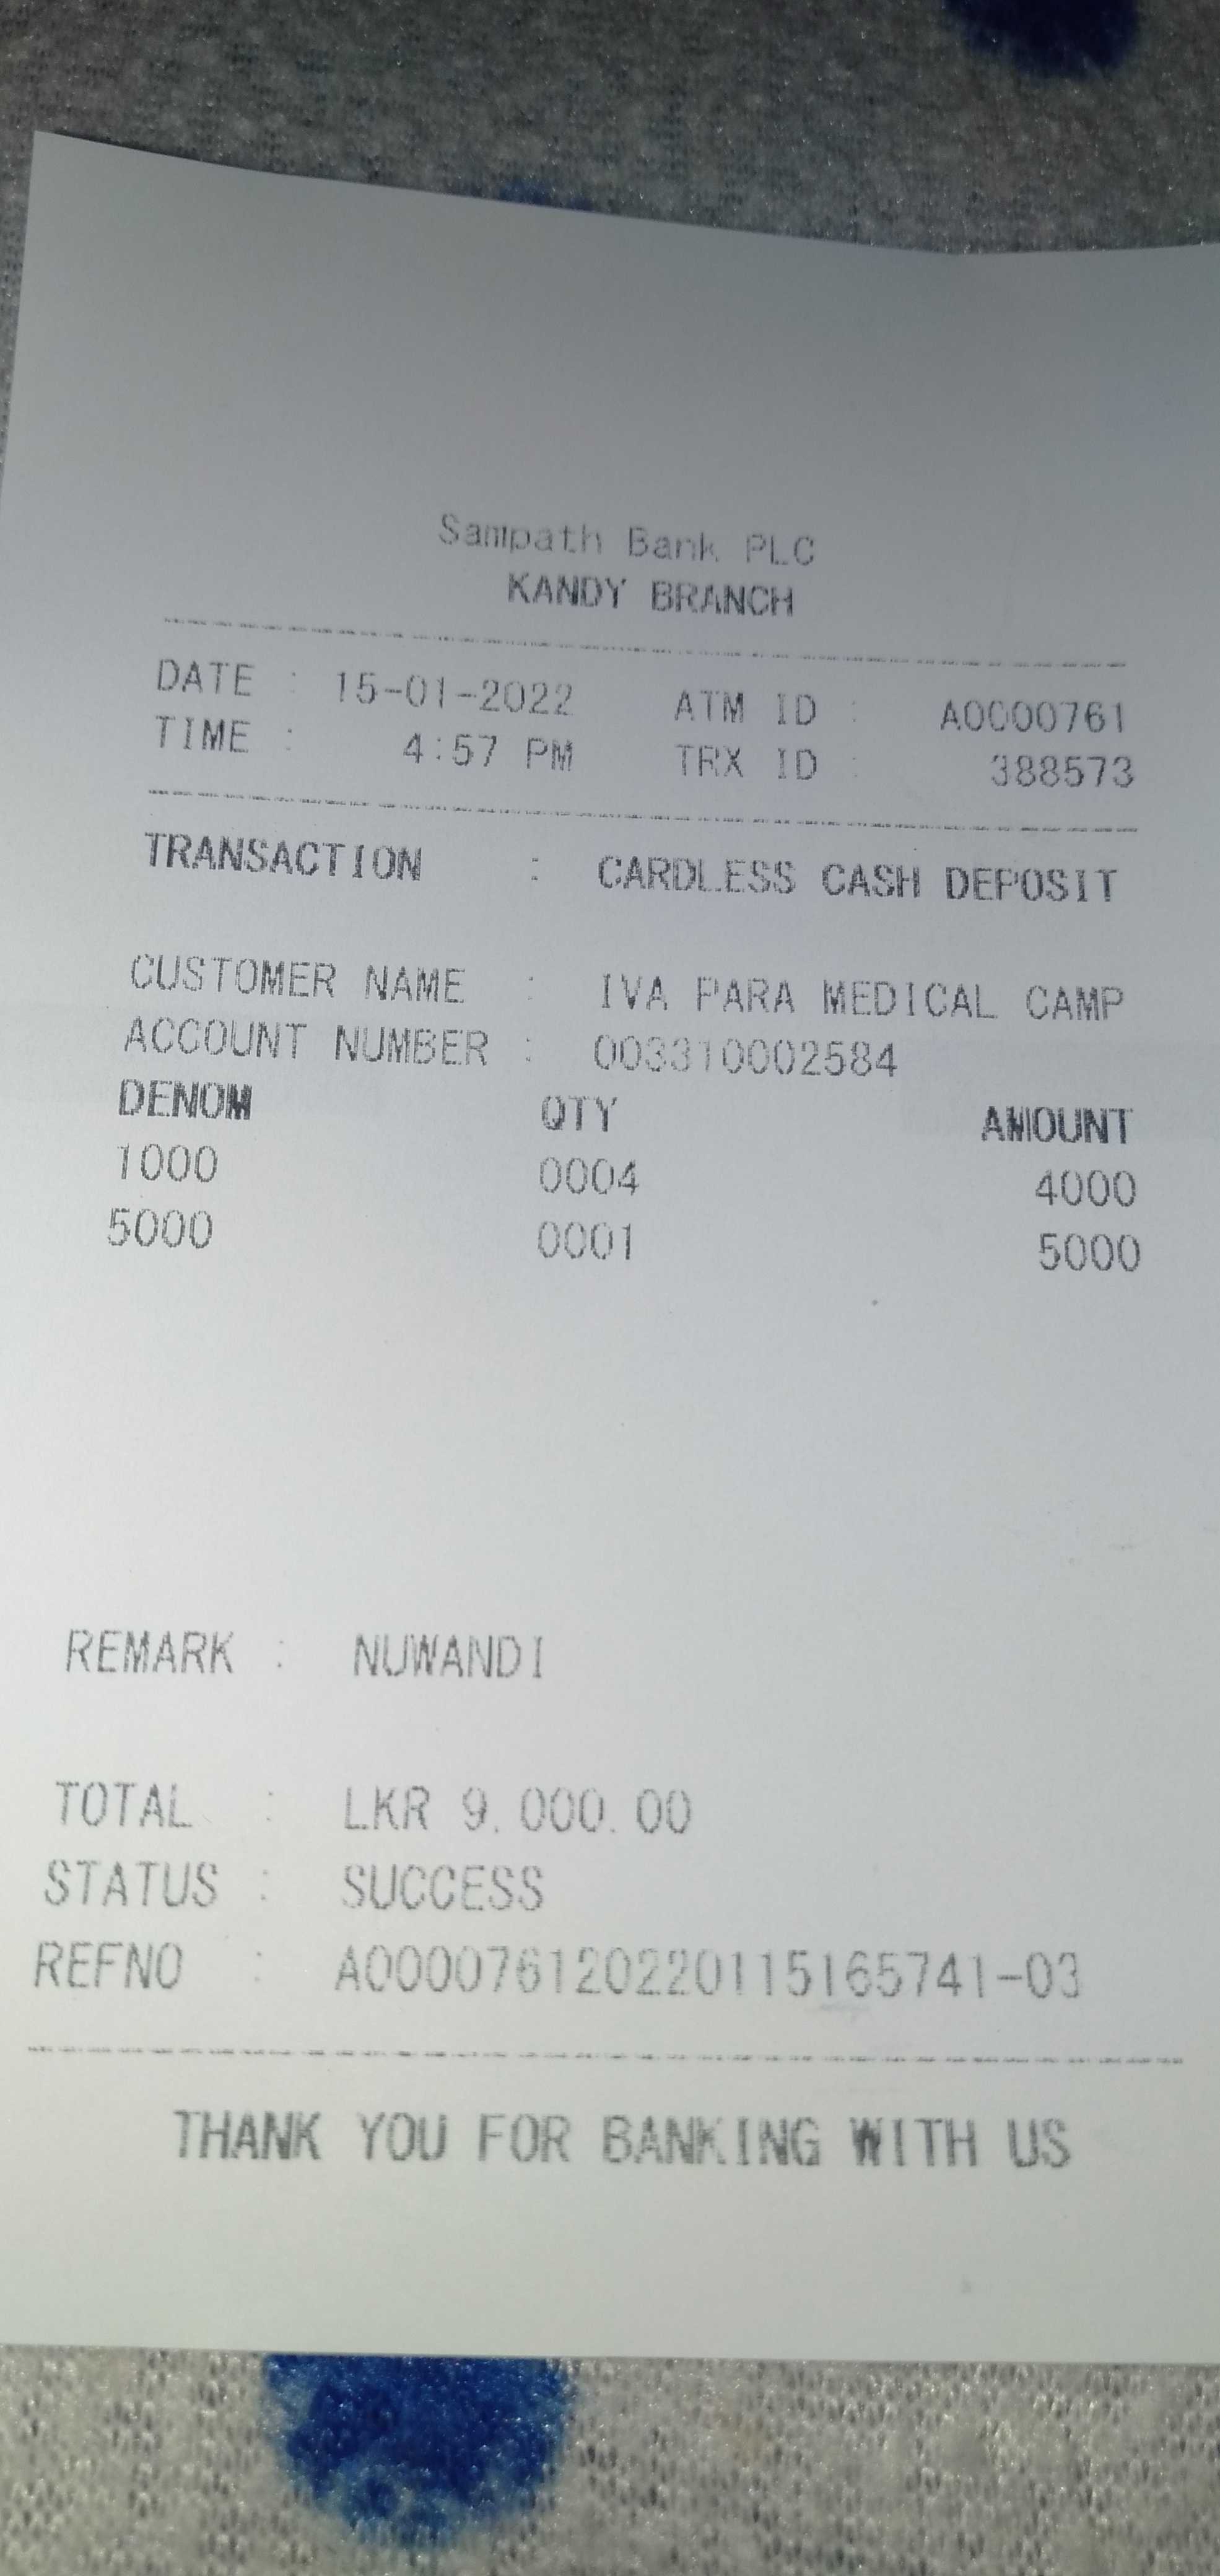 Sampath Bank PLC
KANDY BRANCH
DATE : 15-01-2022 ATM ID : A0000761
TIME : 4:57 PM TRX ID : 388573
TRANSACTION : CARDLESS CASH DEPOSIT
CUSTOMER NAME : IVA PARA MEDICAL CAMP
ACCOUNT NUMBER : 003310002584
DENOM QTY AMOUNT
1000 0004 4000
5000 0001 5000
REMARK : NUWANDI
TOTAL : LKR 9,000.00
STATUS : SUCCESS
REFNO : A000076120220115165741-03
THANK YOU FOR BANKING WITH US